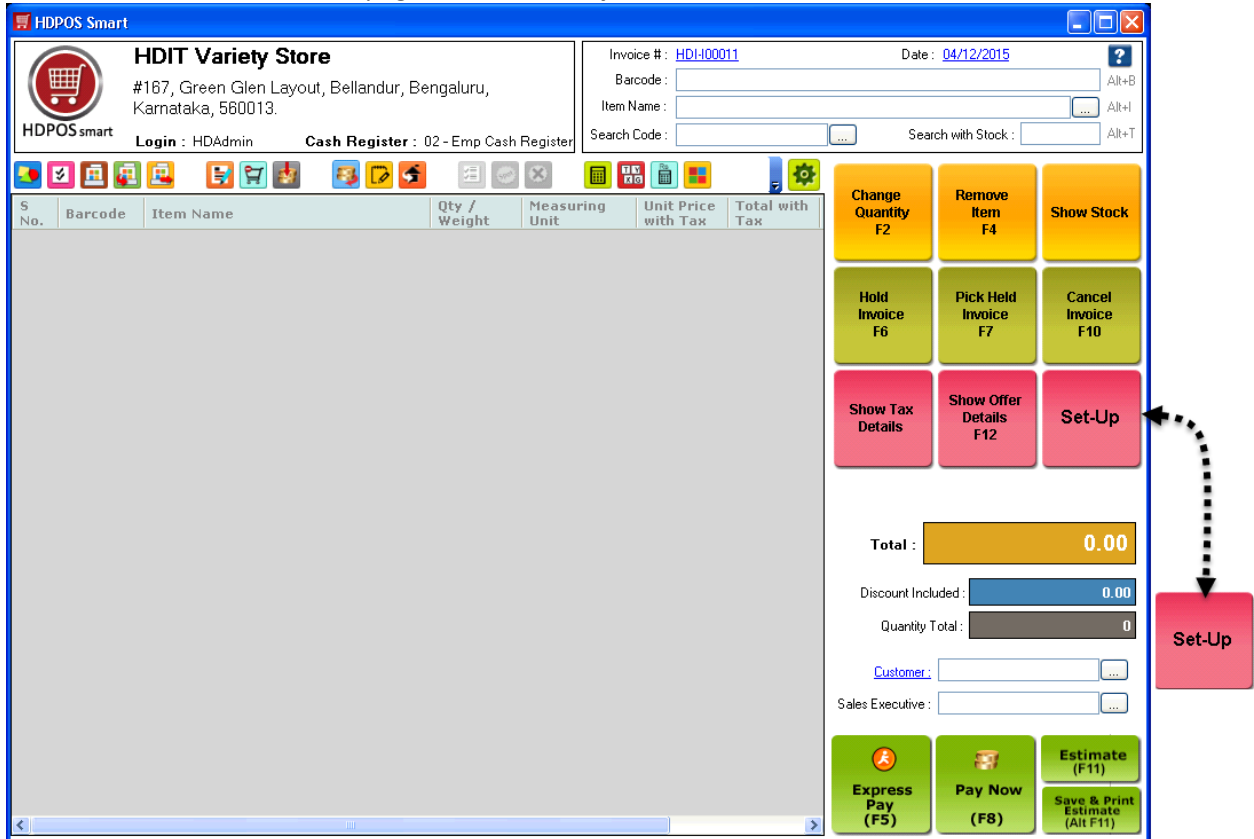 HDPOS Smart
HDPOS smart
HDIT Variety Store
#167, Green Glen Layout, Bellandur, Bengaluru,
Karnataka, 560013.
Login : HDAdmin Cash Register : 02 - Emp Cash Register
Invoice # : HDI-I00011 Date : 04/12/2015
Barcode : Alt+B
Item Name : ... Alt+I
Search Code : ... Search with Stock : Alt+T
S No. Barcode Item Name Qty / Weight Measuring Unit Unit Price with Tax Total with Tax
Change
Quantity
F2
Remove
Item
F4
Show Stock
Hold
Invoice
F6
Pick Held
Invoice
F7
Cancel
Invoice
F10
Show Tax
Details
Show Offer
Details
F12
Set-Up
Total : 0.00
Discount Included : 0.00
Quantity Total : 0
Set-Up
Customer : ...
Sales Executive : ...
Express
Pay
(F5)
Pay Now
(F8)
Estimate
(F11)
Save & Print
Estimate
(Alt F11)